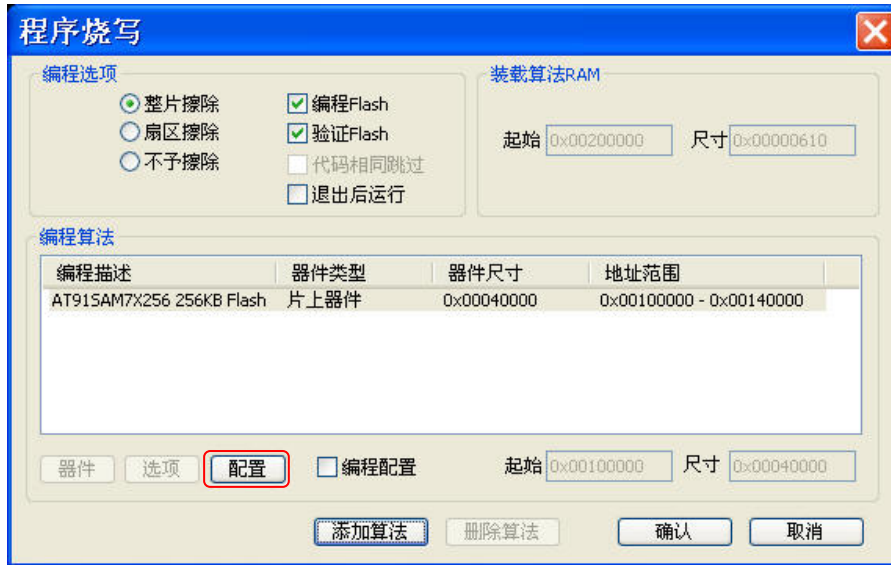 程序烧写
编程选项
整片擦除
编程Flash
扇区擦除
验证Flash
不予擦除
代码相同跳过
退出后运行
装载算法RAM
起始 0x00200000 尺寸 0x00000610
编程算法
编程描述 器件类型 器件尺寸 地址范围
AT91SAM7X256 256KB Flash 片上器件 0x00040000 0x00100000 - 0x00140000
器件 选项 配置 编程配置 起始 0x00100000 尺寸 0x00040000
添加算法 删除算法 确认 取消